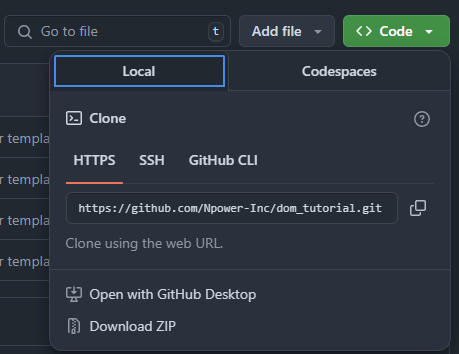 Go to file t Add file Code
Local Codespaces
Clone
HTTPS SSH GitHub CLI
r templa
https://github.com/Npower-Inc/dom_tutorial.git
r templa
Clone using the web URL.
r templa
Open with GitHub Desktop
r templa
Download ZIP